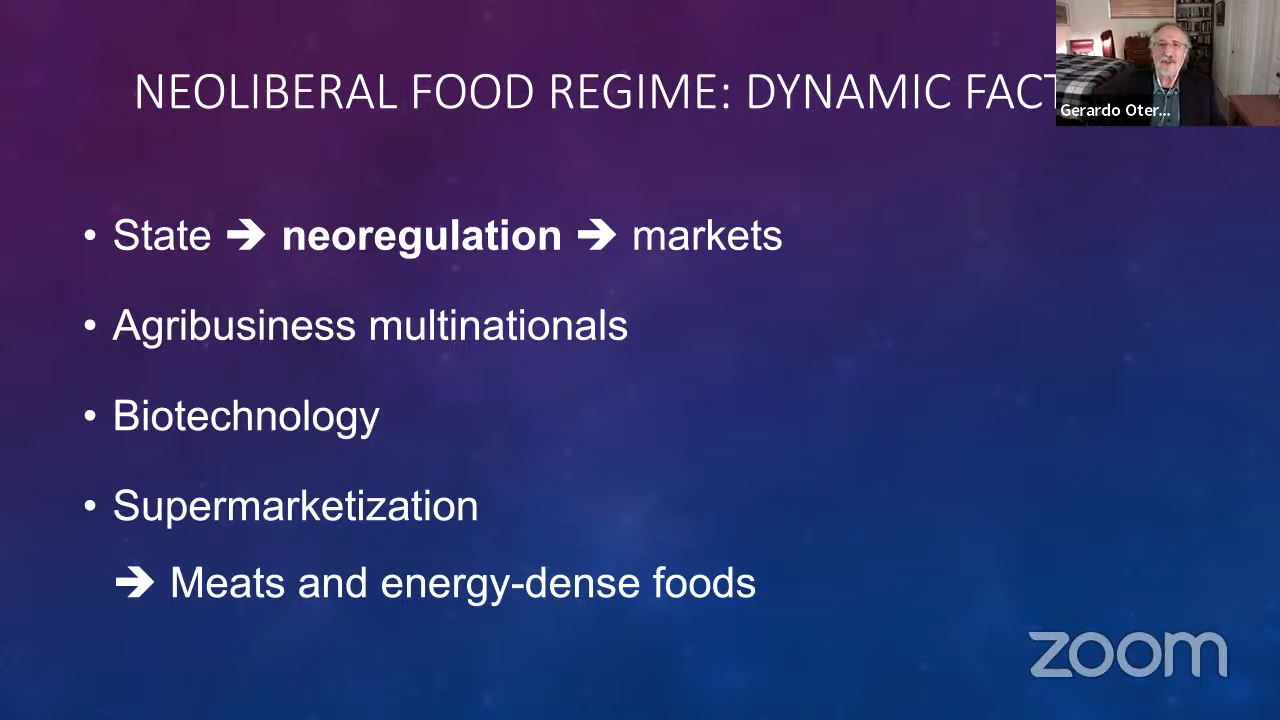 NEOLIBERAL FOOD REGIME: DYNAMIC FACT
Gerardo Oter...
• State ➔ neoregulation ➔ markets
• Agribusiness multinationals
• Biotechnology
• Supermarketization
➔ Meats and energy-dense foods
zoom